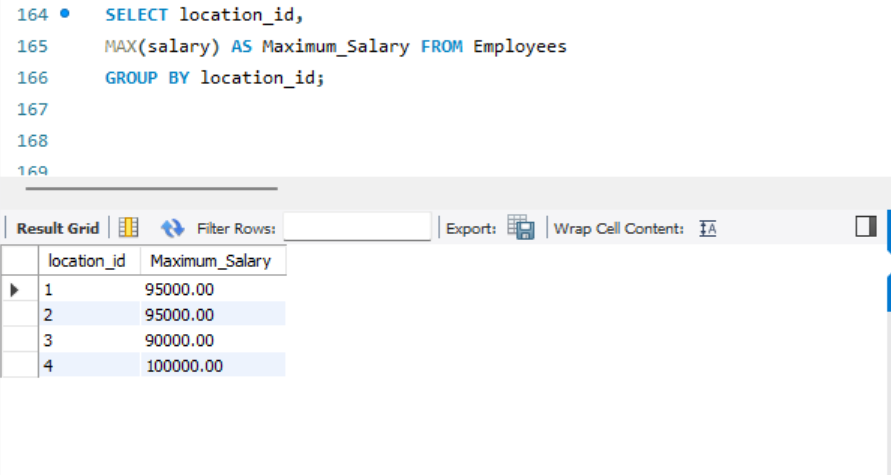 164 SELECT location_id,
165 MAX(salary) AS Maximum_Salary FROM Employees
166 GROUP BY location_id;
167
168
169
Result Grid Filter Rows: Export: Wrap Cell Content: IA
location_id Maximum_Salary
1 95000.00
2 95000.00
3 90000.00
4 100000.00